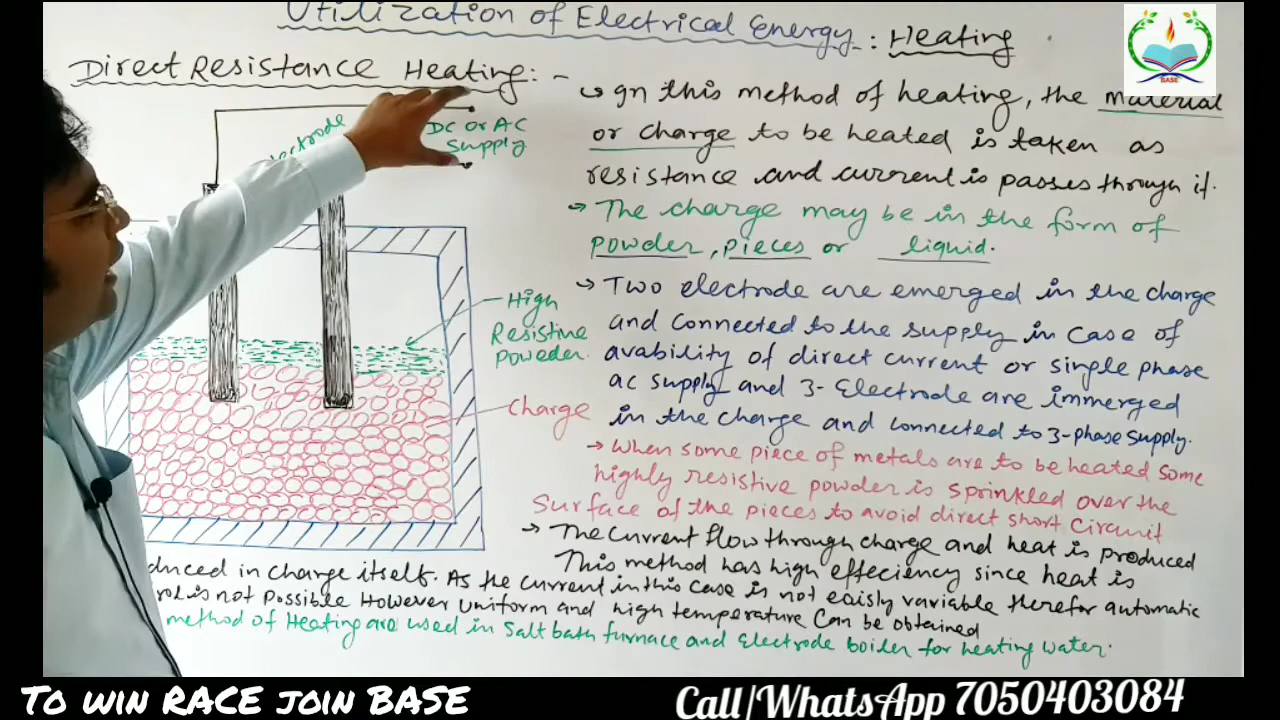 Utilization of Electrical Energy : Heating
Direct Resistance Heating : -
DC or AC
Supply
ectrode
High
Resistive
Poweder.
Charge
→ In this method of heating, the material
or charge to be heated is taken as
resistance and current is passes through it.
→ The charge may be in the form of
powder, pieces or liquid.
→ Two electrode are emerged in the charge
and connected to the supply in case of
avability of direct current or single phase
ac supply and 3-Electrode are immerged
in the charge and connected to 3-phase supply.
→ When some piece of metals are to be heated some
highly resistive powder is sprinkled over the
Surface of the pieces to avoid direct short circuit
→ The current flow through charge and heat is produced
This method has high effeciency since heat is
duced in charge itself. As the current in this case is not eaisly variable therefor automatic
rol is not possible However uniform and high temperature can be obtained
method of Heating are used in Salt bath furnace and Electrode boiler for heating water.
BASE
To win RACE join BASE
Call/WhatsApp 7050403084